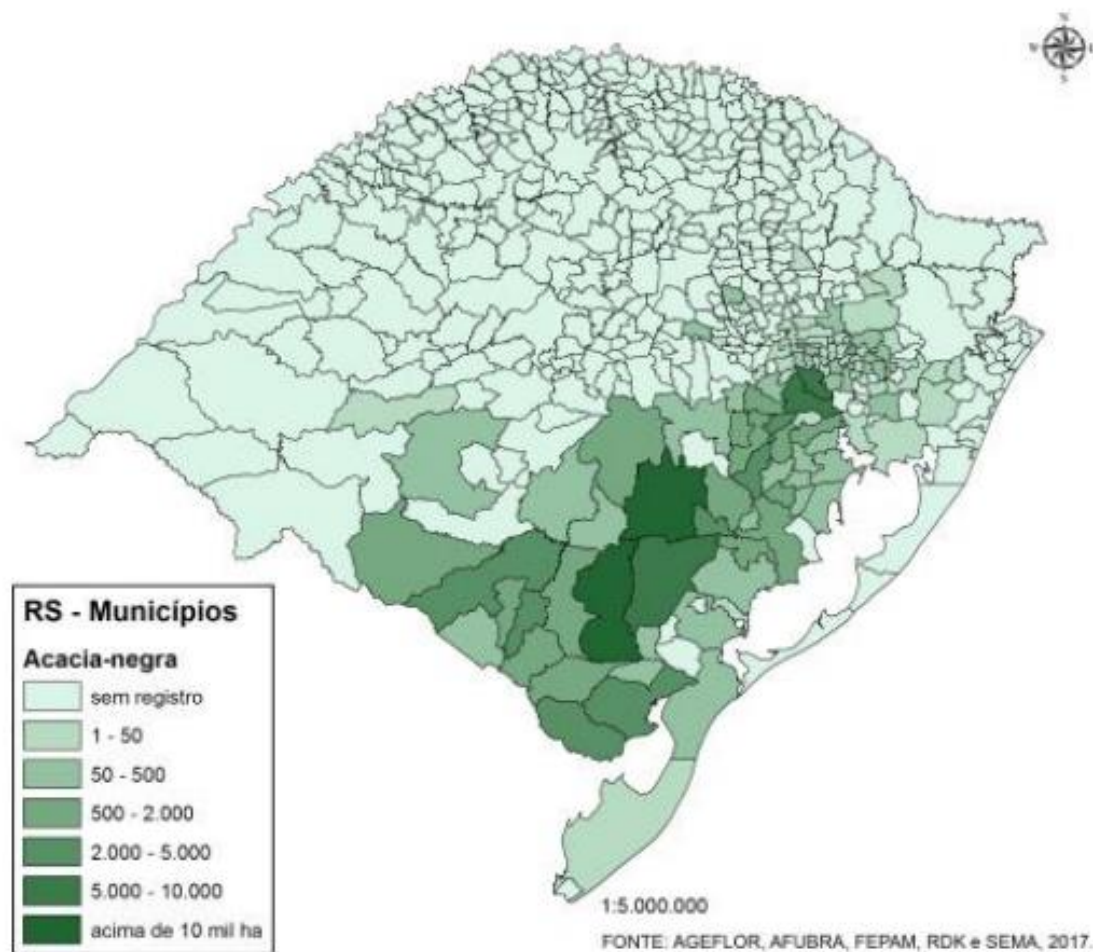 N
W
S
RS - Municípios
Acacia-negra
sem registro
1 - 50
50 - 500
500 - 2.000
2.000 - 5.000
5.000 - 10.000
acima de 10 mil ha
1:5.000.000
FONTE: AGEFLOR, AFUBRA, FEPAM, RDK e SEMA, 2017.